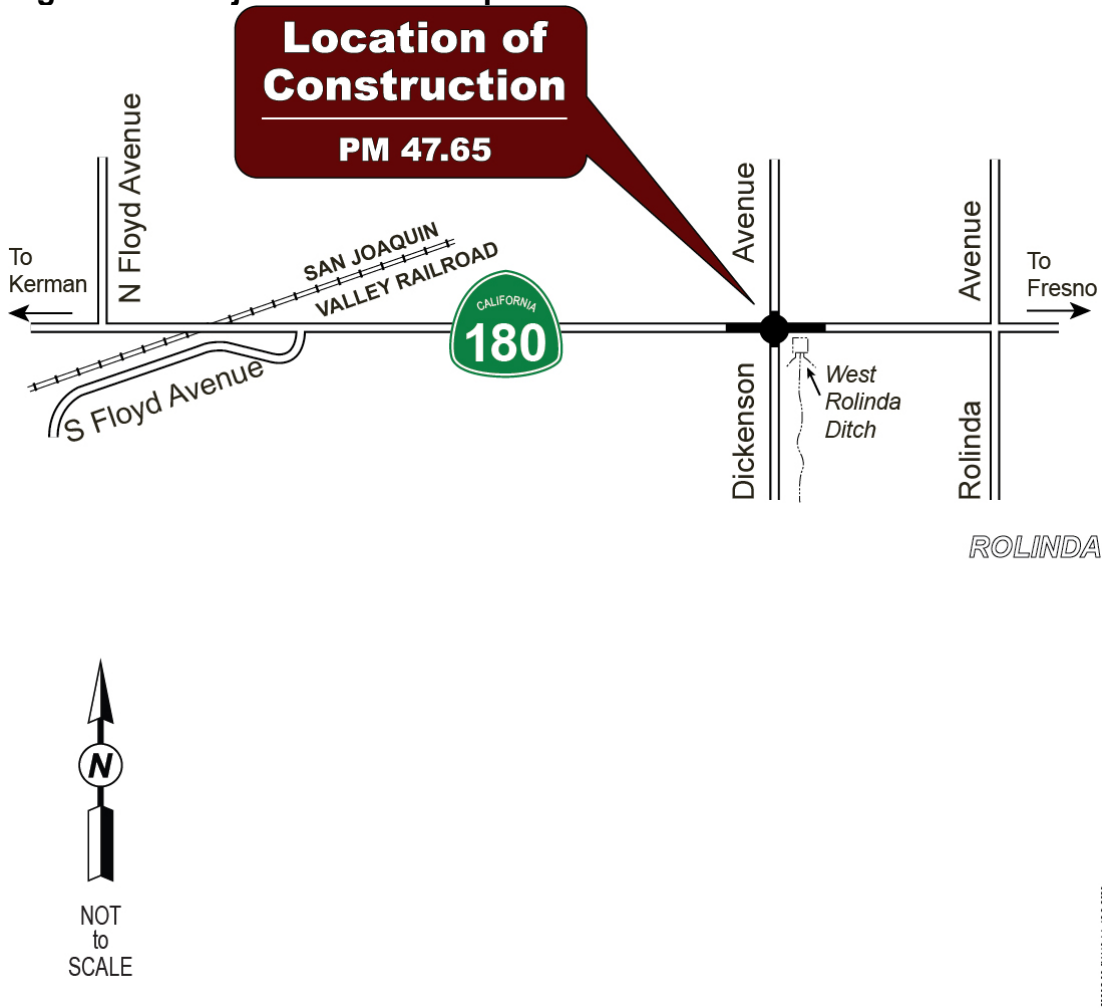 Location of
Construction
PM 47.65
N Floyd Avenue
Avenue
Avenue
To
Kerman
SAN JOAQUIN
VALLEY RAILROAD
To
Fresno
CALIFORNIA
180
S Floyd Avenue
Dickenson
West
Rolinda
Ditch
Rolinda
ROLINDA
N
NOT
to
SCALE